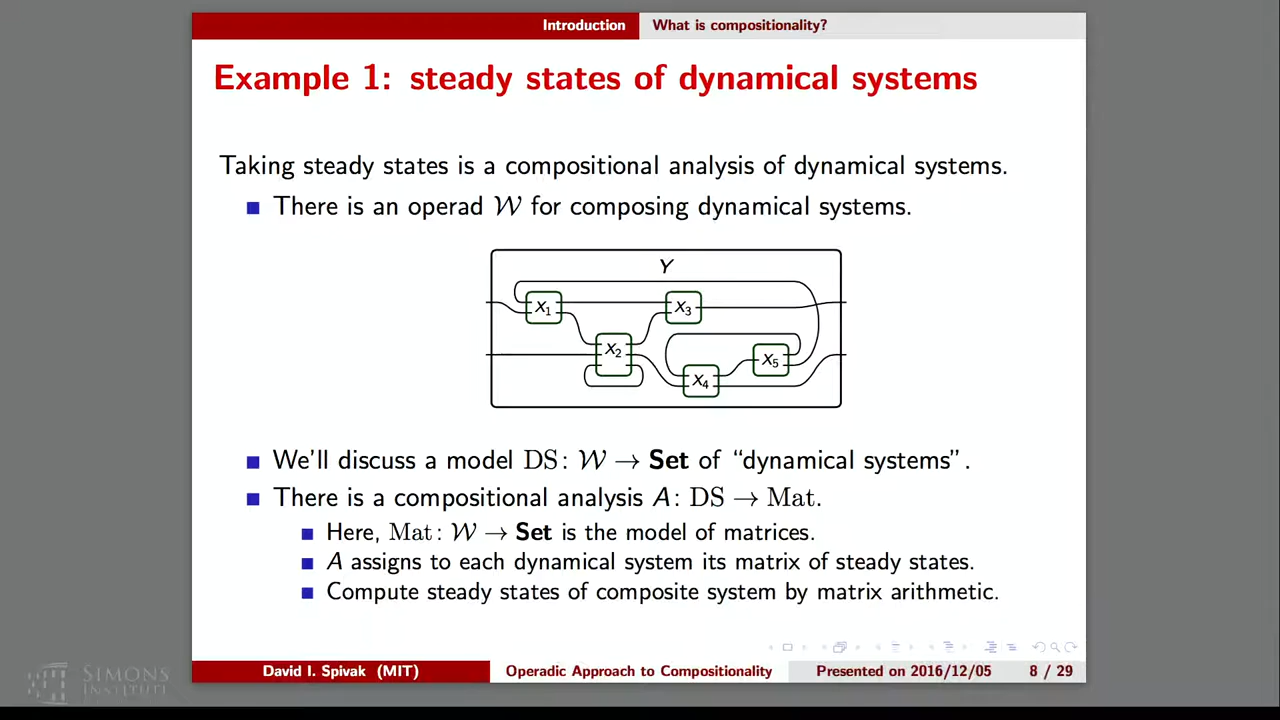 Introduction What is compositionality?
Example 1: steady states of dynamical systems
Taking steady states is a compositional analysis of dynamical systems.
There is an operad 𝒲 for composing dynamical systems.
Y
X₁
X₃
X₂
X₅
X₄
We'll discuss a model DS: 𝒲 → Set of “dynamical systems”.
There is a compositional analysis A: DS → Mat.
Here, Mat: 𝒲 → Set is the model of matrices.
A assigns to each dynamical system its matrix of steady states.
Compute steady states of composite system by matrix arithmetic.
David I. Spivak (MIT) Operadic Approach to Compositionality Presented on 2016/12/05 8 / 29
SIMONS
INSTITUTE